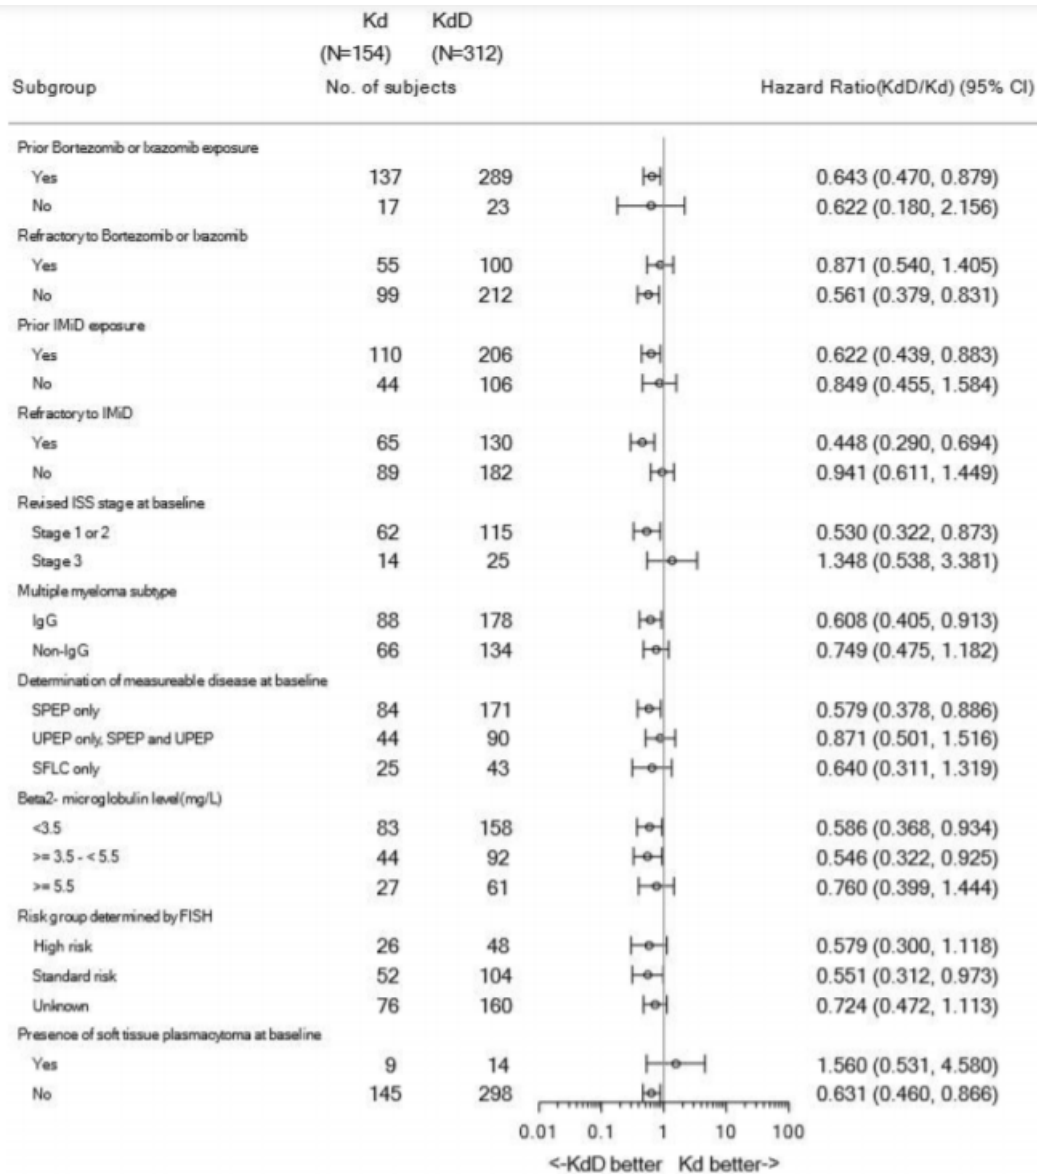 Kd KdD
(N=154) (N=312)
Subgroup No. of subjects Hazard Ratio(KdD/Kd) (95% CI)
Prior Bortezomib or Ixazomib exposure
Yes 137 289 0.643 (0.470, 0.879)
No 17 23 0.622 (0.180, 2.156)
Refractory to Bortezomib or Ixazomib
Yes 55 100 0.871 (0.540, 1.405)
No 99 212 0.561 (0.379, 0.831)
Prior IMiD exposure
Yes 110 206 0.622 (0.439, 0.883)
No 44 106 0.849 (0.455, 1.584)
Refractory to IMiD
Yes 65 130 0.448 (0.290, 0.694)
No 89 182 0.941 (0.611, 1.449)
Revised ISS stage at baseline
Stage 1 or 2 62 115 0.530 (0.322, 0.873)
Stage 3 14 25 1.348 (0.538, 3.381)
Multiple myeloma subtype
IgG 88 178 0.608 (0.405, 0.913)
Non-IgG 66 134 0.749 (0.475, 1.182)
Determination of measureable disease at baseline
SPEP only 84 171 0.579 (0.378, 0.886)
UPEP only, SPEP and UPEP 44 90 0.871 (0.501, 1.516)
SFLC only 25 43 0.640 (0.311, 1.319)
Beta2- microglobulin level(mg/L)
<3.5 83 158 0.586 (0.368, 0.934)
>= 3.5 - < 5.5 44 92 0.546 (0.322, 0.925)
>= 5.5 27 61 0.760 (0.399, 1.444)
Risk group determined by FISH
High risk 26 48 0.579 (0.300, 1.118)
Standard risk 52 104 0.551 (0.312, 0.973)
Unknown 76 160 0.724 (0.472, 1.113)
Presence of soft tissue plasmacytoma at baseline
Yes 9 14 1.560 (0.531, 4.580)
No 145 298 0.631 (0.460, 0.866)
0.01 0.1 1 10 100
<-KdD better Kd better->